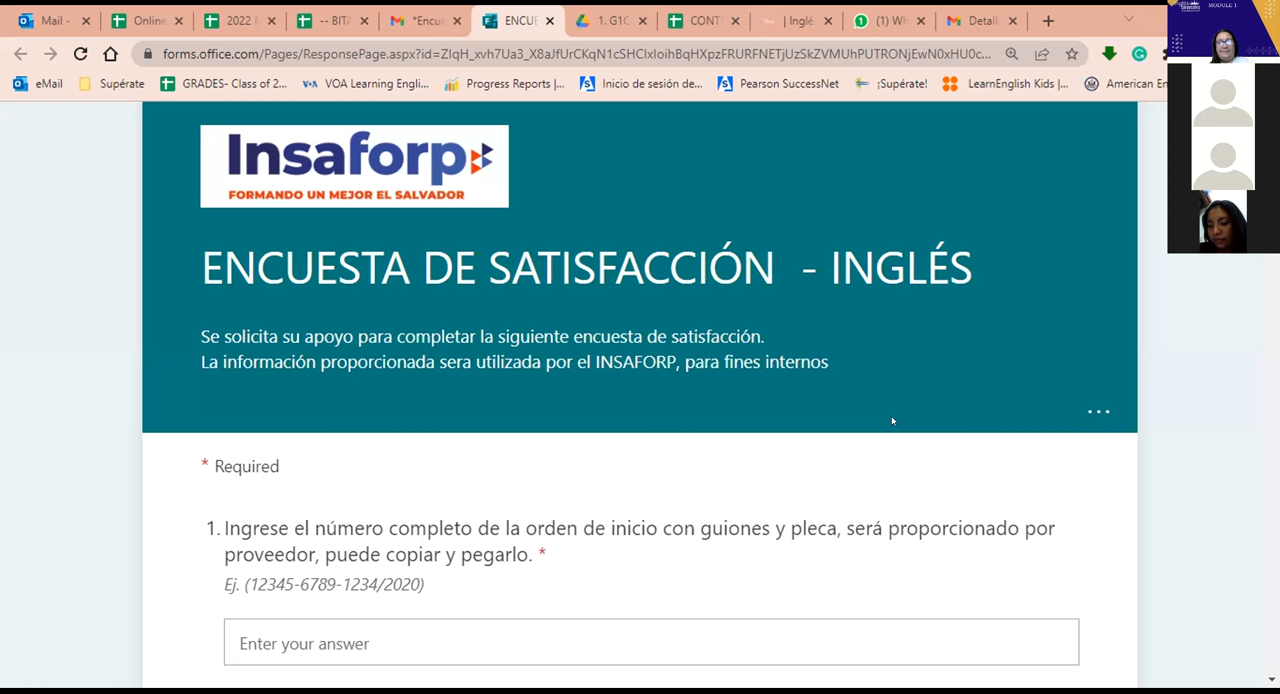 Mail -
Online
2022 M
-- BITA
*Encu
ENCUE
1. G1C
CONT
| Inglé
(1) Wh
Detall
MODULE 1
forms.office.com/Pages/ResponsePage.aspx?id=
eMail
Supérate
GRADES- Class of 2...
VOA Learning Engli...
Progress Reports |...
Inicio de sesión de...
Pearson SuccessNet
¡Supérate!
LearnEnglish Kids |...
American En
Insaforp
FORMANDO UN MEJOR EL SALVADOR
ENCUESTA DE SATISFACCIÓN - INGLÉS
Se solicita su apoyo para completar la siguiente encuesta de satisfacción.
La información proporcionada sera utilizada por el INSAFORP, para fines internos
...
* Required
1. Ingrese el número completo de la orden de inicio con guiones y pleca, será proporcionado por
proveedor, puede copiar y pegarlo. *
Ej. (12345-6789-1234/2020)
Enter your answer